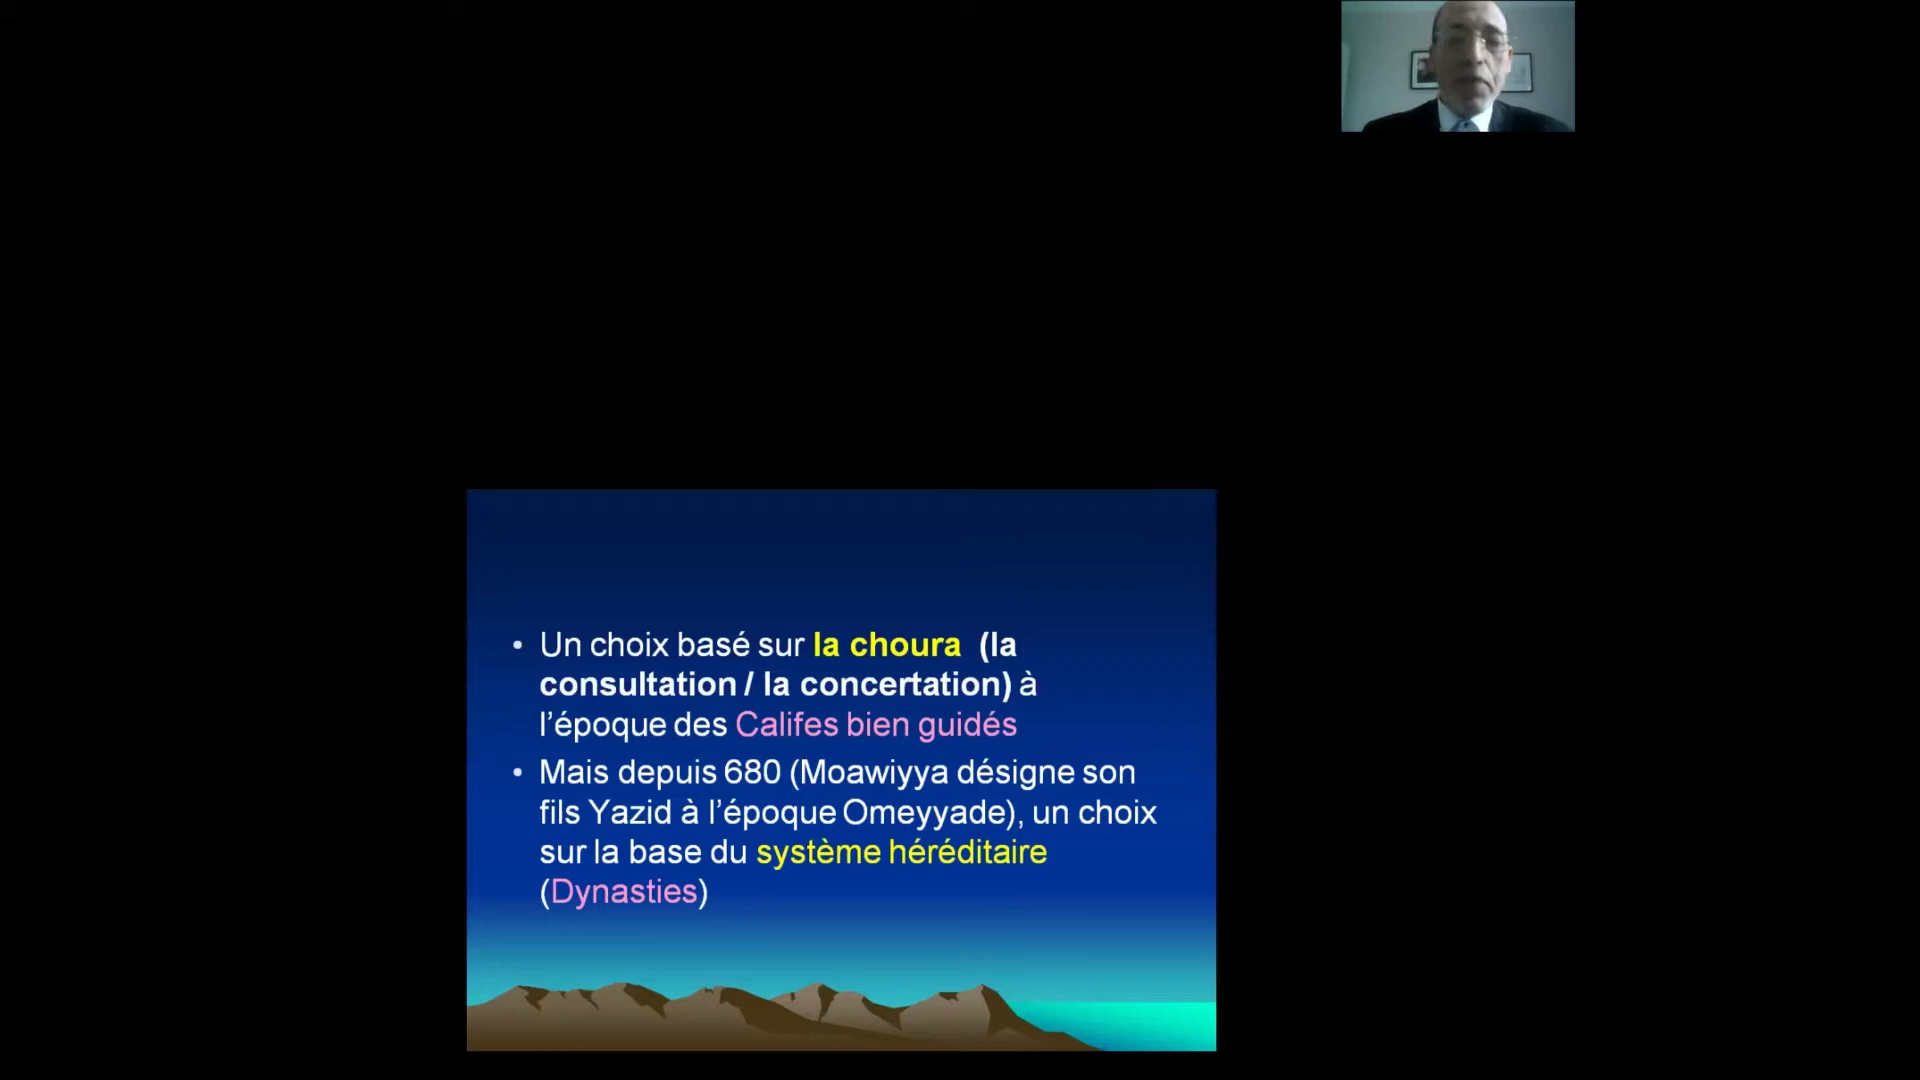 • Un choix basé sur la choura (la
consultation / la concertation) à
l’époque des Califes bien guidés
• Mais depuis 680 (Moawiyya désigne son
fils Yazid à l’époque Omeyyade), un choix
sur la base du système héréditaire
(Dynasties)